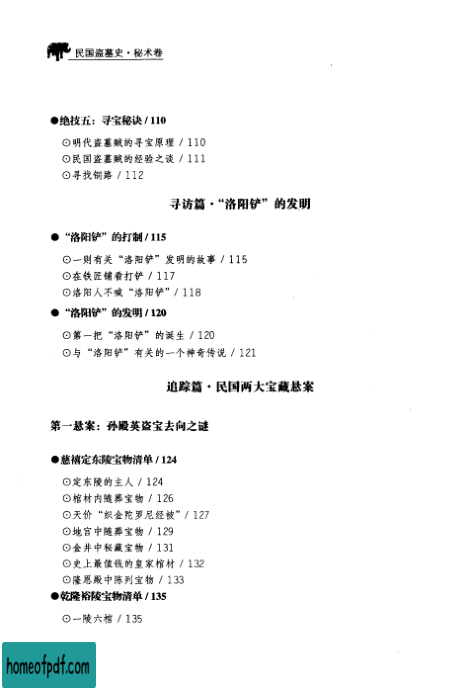 民国盗墓史·秘术卷
●绝技五：寻宝秘诀 / 110
⊙明代盗墓贼的寻宝原理 / 110
⊙民国盗墓贼的经验之谈 / 111
⊙寻找铜路 / 112
寻访篇·“洛阳铲”的发明
●“洛阳铲”的打制 / 115
⊙一则有关“洛阳铲”发明的故事 / 115
⊙在铁匠铺看打铲 / 117
⊙洛阳人不喊“洛阳铲” / 118
●“洛阳铲”的发明 / 120
⊙第一把“洛阳铲”的诞生 / 120
⊙与“洛阳铲”有关的一个神奇传说 / 121
追踪篇·民国两大宝藏悬案
第一悬案：孙殿英盗宝去向之谜
●慈禧定东陵宝物清单 / 124
⊙定东陵的主人 / 124
⊙棺材内随葬宝物 / 126
⊙天价“织金陀罗尼经被” / 127
⊙地宫中随葬宝物 / 129
⊙金井中秘藏宝物 / 131
⊙史上最值钱的皇家棺材 / 132
⊙隆恩殿中陈列宝物 / 133
●乾隆裕陵宝物清单 / 135
⊙一陵六棺 / 135
homeofpdf.com